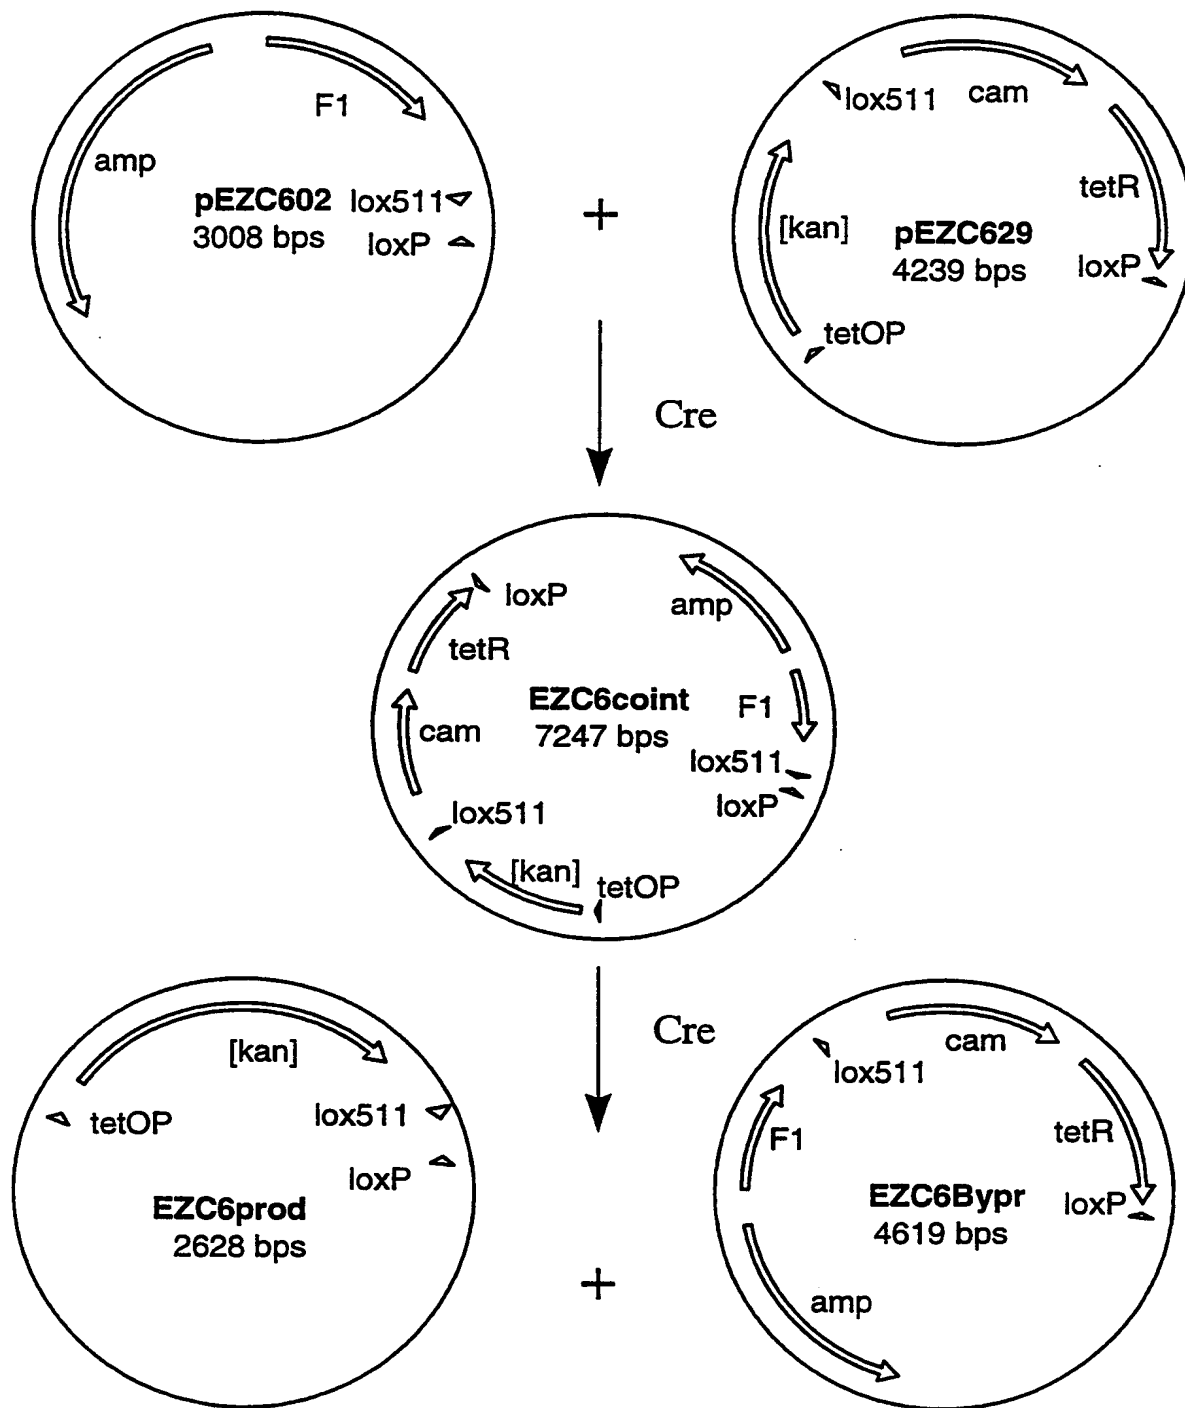 F1
amp
pEZC602
3008 bps
lox511
loxP
+
lox511
cam
tetR
[kan]
pEZC629
4239 bps
loxP
tetOP
Cre
loxP
amp
tetR
EZC6coint
7247 bps
F1
cam
lox511
loxP
lox511
[kan]
tetOP
Cre
[kan]
tetOP
lox511
loxP
EZC6prod
2628 bps
+
cam
lox511
F1
tetR
EZC6Bypr
4619 bps
loxP
amp